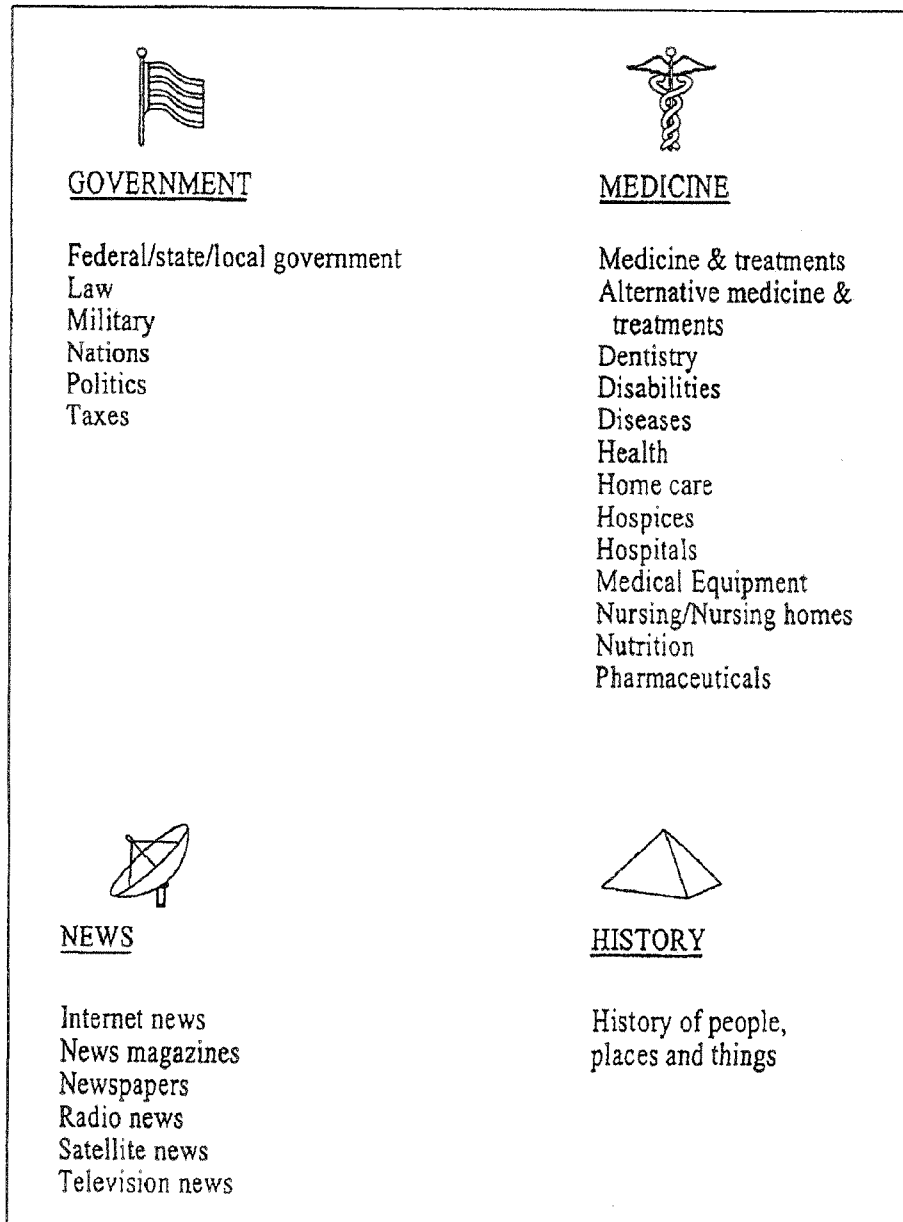 GOVERNMENT
Federal/state/local government
Law
Military
Nations
Politics
Taxes
MEDICINE
Medicine & treatments
Alternative medicine &
treatments
Dentistry
Disabilities
Diseases
Health
Home care
Hospices
Hospitals
Medical Equipment
Nursing/Nursing homes
Nutrition
Pharmaceuticals
NEWS
Internet news
News magazines
Newspapers
Radio news
Satellite news
Television news
HISTORY
History of people,
places and things